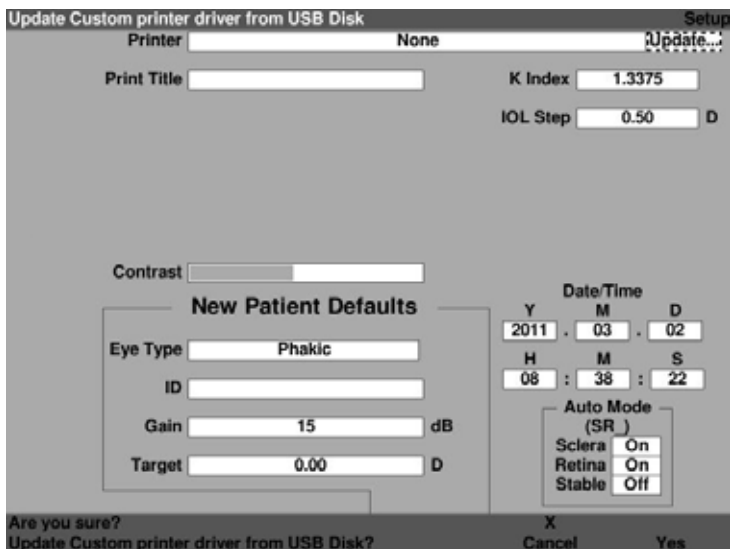 Update Custom printer driver from USB Disk Setup
Printer None Update...
Print Title K Index 1.3375
IOL Step 0.50 D
Contrast
Date/Time
New Patient Defaults
Y M D
2011 . 03 . 02
Eye Type Phakic
H M S
08 : 38 : 22
ID
Auto Mode
(SR_)
Gain 15 dB
Sclera On
Target 0.00 D
Retina On
Stable Off
Are you sure? X
Update Custom printer driver from USB Disk? Cancel Yes